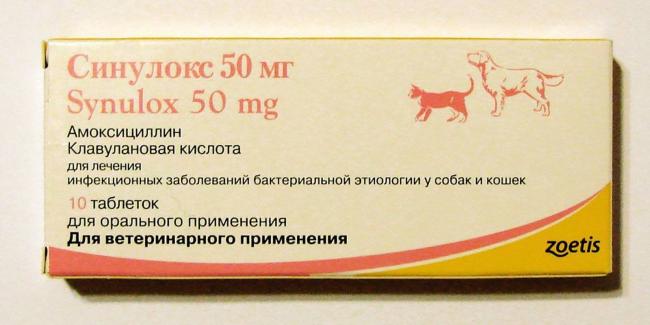 Синулокс 50 мг
Synulox 50 mg
Амоксициллин
Клавулановая кислота
для лечения
инфекционных заболеваний бактериальной этиологии у собак и кошек
10 таблеток
для орального применения
Для ветеринарного применения
zoetis